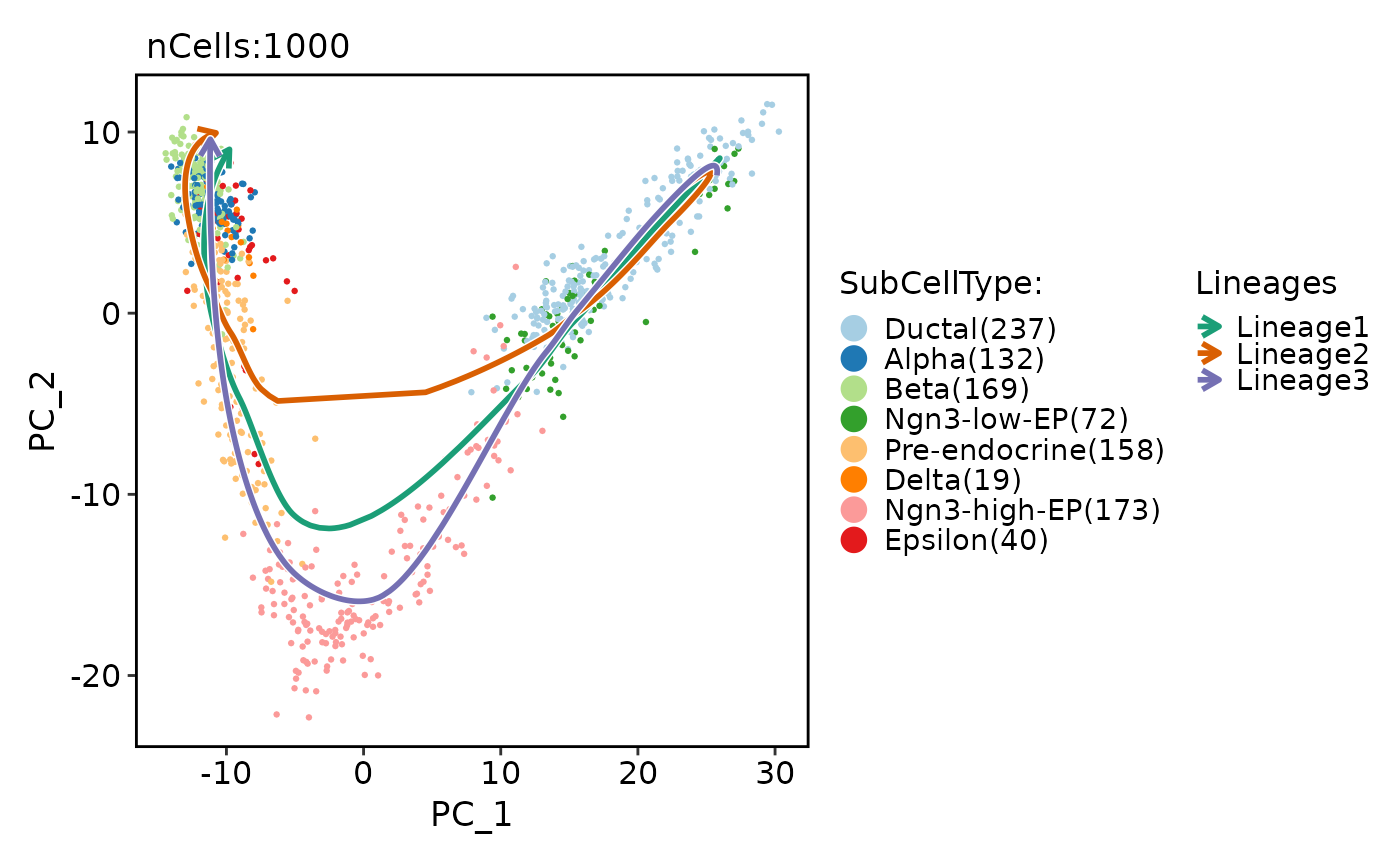 nCells:1000
PC_2
10
0
-10
-20
-10
0
10
20
30
PC_1
SubCellType:
Ductal(237)
Alpha(132)
Beta(169)
Ngn3-low-EP(72)
Pre-endocrine(158)
Delta(19)
Ngn3-high-EP(173)
Epsilon(40)
Lineages
Lineage1
Lineage2
Lineage3